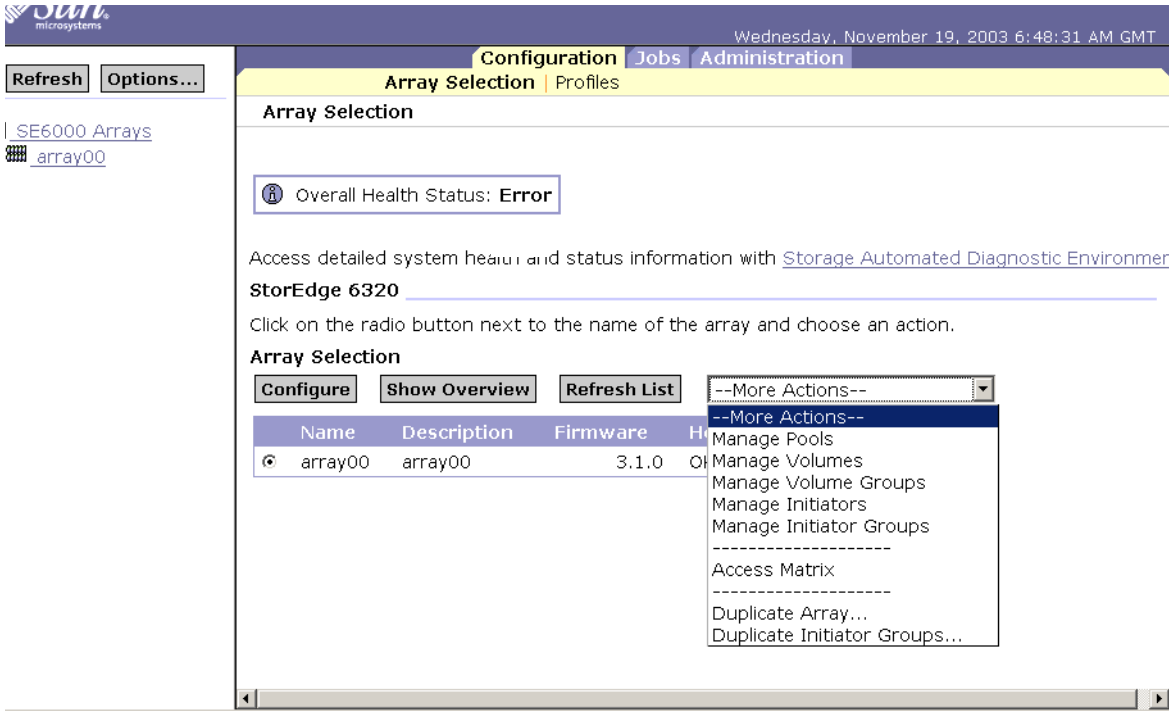 Sun
microsystems
Wednesday, November 19, 2003 6:48:31 AM GMT
Refresh Options...
Configuration Jobs Administration
Array Selection | Profiles
SE6000 Arrays
array00
Array Selection
Overall Health Status: Error
Access detailed system health and status information with Storage Automated Diagnostic Environmen
StorEdge 6320
Click on the radio button next to the name of the array and choose an action.
Array Selection
Configure Show Overview Refresh List --More Actions--
--More Actions--
Manage Pools
Manage Volumes
Manage Volume Groups
Manage Initiators
Manage Initiator Groups
--------------------
Access Matrix
--------------------
Duplicate Array...
Duplicate Initiator Groups...
Name Description Firmware
array00 array00 3.1.0